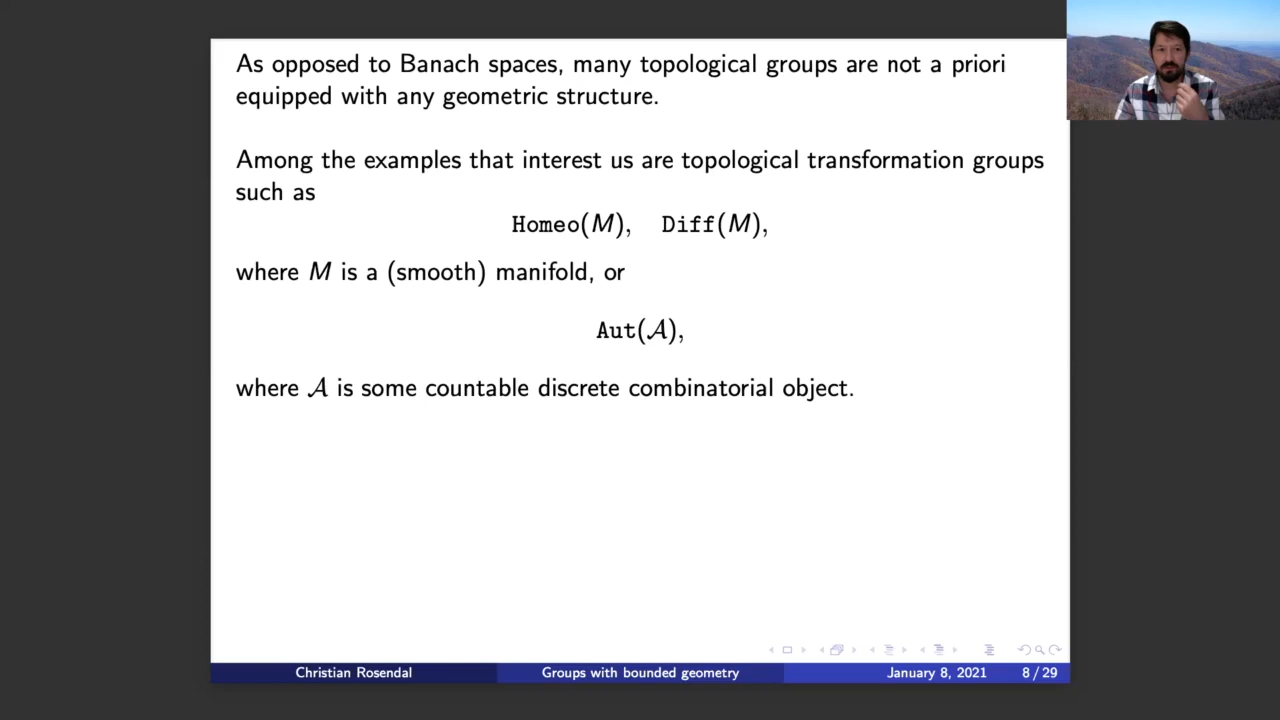 As opposed to Banach spaces, many topological groups are not a priori
equipped with any geometric structure.
Among the examples that interest us are topological transformation groups
such as
Homeo(M), Diff(M),
where M is a (smooth) manifold, or
Aut(𝒜),
where 𝒜 is some countable discrete combinatorial object.
Christian Rosendal Groups with bounded geometry January 8, 2021 8 / 29